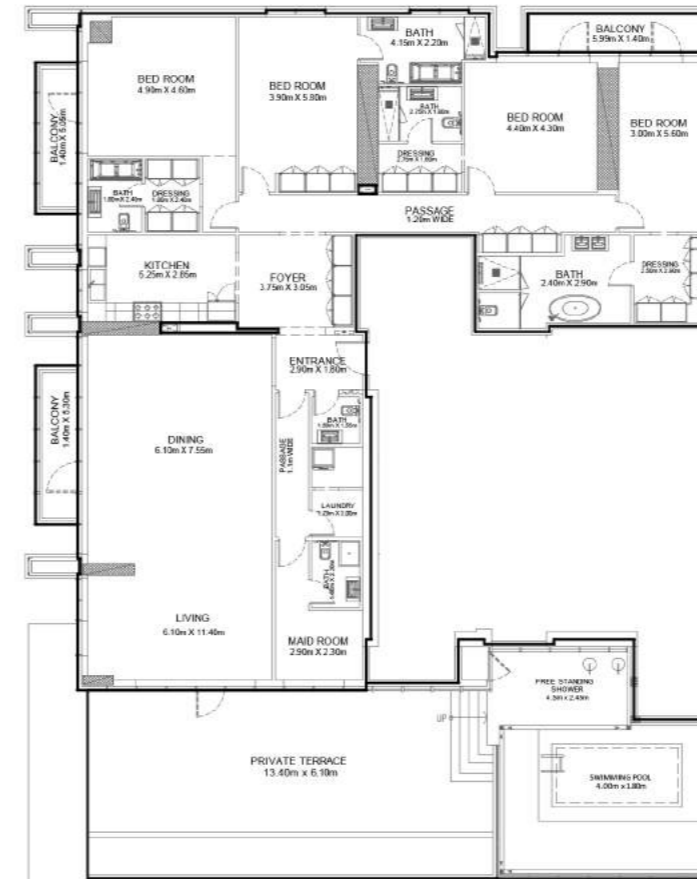 BATH
4.15m X 2.20m
BALCONY
5.99m X 1.40m
BED ROOM
4.90m X 4.60m
BED ROOM
3.90m X 5.80m
BATH
BED ROOM
4.40m X 4.30m
BED ROOM
3.00m X 5.60m
BALCONY
1.40m X 5.05m
DRESSING
BATH
DRESSING
PASSAGE
1.20m WIDE
KITCHEN
5.25m X 2.85m
FOYER
3.75m X 3.05m
BATH
2.40m X 2.90m
DRESSING
ENTRANCE
2.90m X 1.80m
BALCONY
1.40m X 5.30m
DINING
6.10m X 7.55m
PASSAGE
1.1m WIDE
BATH
LAUNDRY
BATH
LIVING
6.10m X 11.40m
MAID ROOM
2.90m X 2.30m
FREE STANDING
SHOWER
UP
PRIVATE TERRACE
13.40m x 6.10m
SWIMMING POOL
4.00m x 1.80m